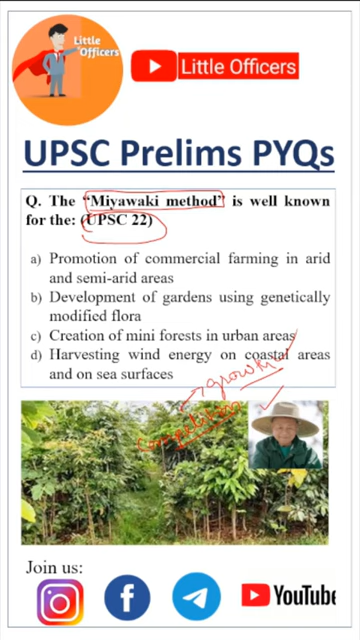 Little
Officers
Little Officers
UPSC Prelims PYQs
Q. The “Miyawaki method” is well known
for the: (UPSC 22)
a) Promotion of commercial farming in arid
and semi-arid areas
b) Development of gardens using genetically
modified flora
c) Creation of mini forests in urban areas
d) Harvesting wind energy on coastal areas
and on sea surfaces
growth
competition
Join us:
YouTube